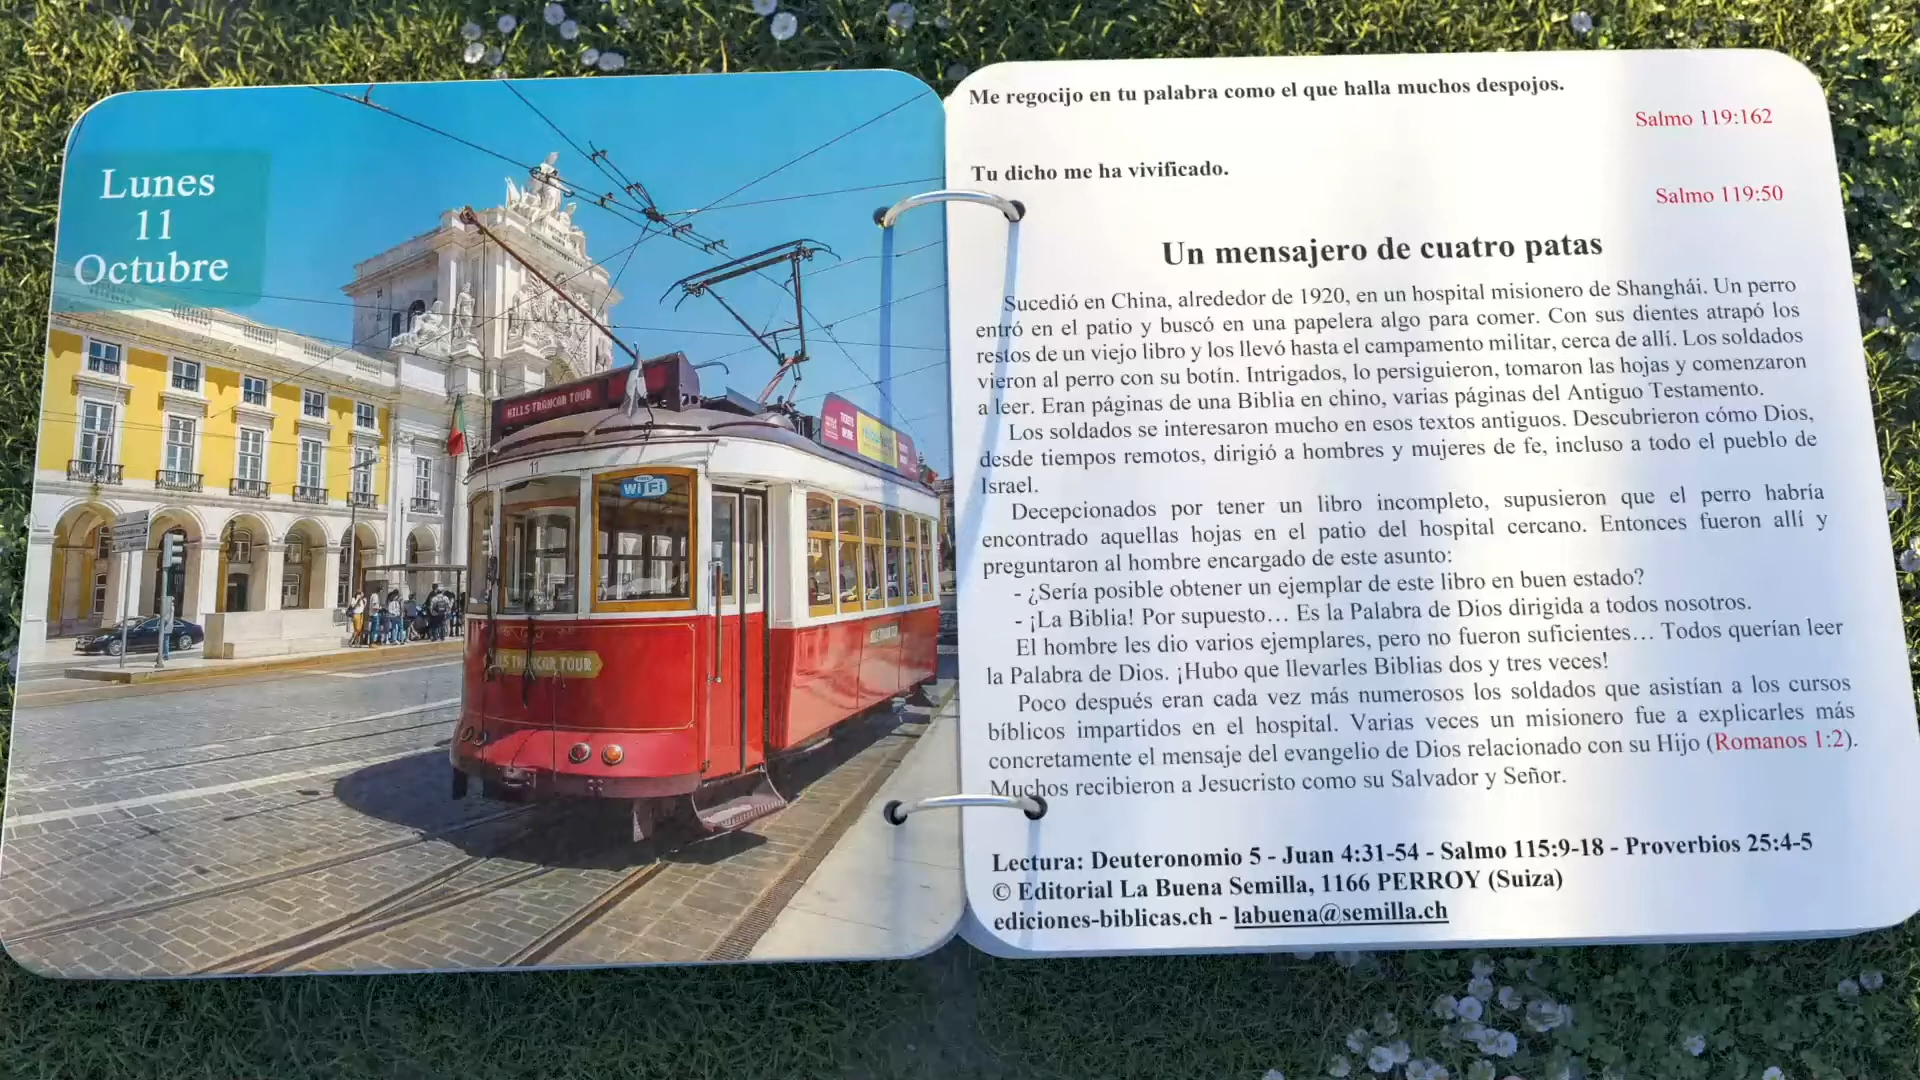 Lunes
11
Octubre
HILLS TRAMCAR TOUR
11
WiFi
TRAMCAR TOUR
Me regocijo en tu palabra como el que halla muchos despojos.
Salmo 119:162
Tu dicho me ha vivificado.
Salmo 119:50
Un mensajero de cuatro patas
Sucedió en China, alrededor de 1920, en un hospital misionero de Shanghái. Un perro
entró en el patio y buscó en una papelera algo para comer. Con sus dientes atrapó los
restos de un viejo libro y los llevó hasta el campamento militar, cerca de allí. Los soldados
vieron al perro con su botín. Intrigados, lo persiguieron, tomaron las hojas y comenzaron
a leer. Eran páginas de una Biblia en chino, varias páginas del Antiguo Testamento.
Los soldados se interesaron mucho en esos textos antiguos. Descubrieron cómo Dios,
desde tiempos remotos, dirigió a hombres y mujeres de fe, incluso a todo el pueblo de
Israel.
Decepcionados por tener un libro incompleto, supusieron que el perro habría
encontrado aquellas hojas en el patio del hospital cercano. Entonces fueron allí y
preguntaron al hombre encargado de este asunto:
- ¿Sería posible obtener un ejemplar de este libro en buen estado?
- ¡La Biblia! Por supuesto… Es la Palabra de Dios dirigida a todos nosotros.
El hombre les dio varios ejemplares, pero no fueron suficientes… Todos querían leer
la Palabra de Dios. ¡Hubo que llevarles Biblias dos y tres veces!
Poco después eran cada vez más numerosos los soldados que asistían a los cursos
bíblicos impartidos en el hospital. Varias veces un misionero fue a explicarles más
concretamente el mensaje del evangelio de Dios relacionado con su Hijo (Romanos 1:2).
Muchos recibieron a Jesucristo como su Salvador y Señor.
Lectura: Deuteronomio 5 - Juan 4:31-54 - Salmo 115:9-18 - Proverbios 25:4-5
© Editorial La Buena Semilla, 1166 PERROY (Suiza)
ediciones-biblicas.ch - labuena@semilla.ch